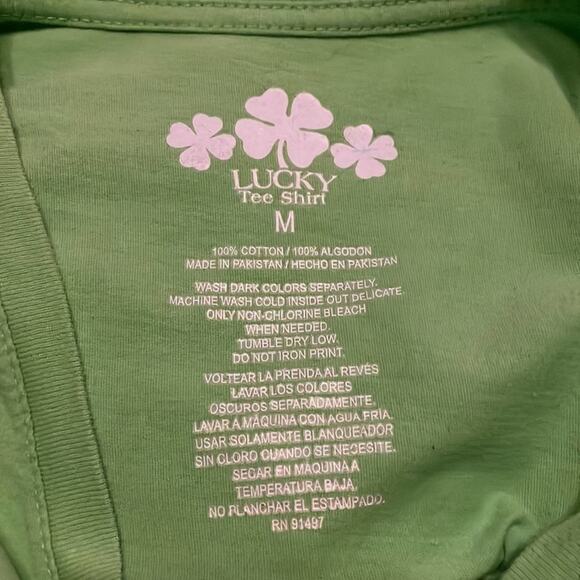 LUCKY
Tee Shirt
M
100% COTTON / 100% ALGODON
MADE IN PAKISTAN / HECHO EN PAKISTAN
WASH DARK COLORS SEPARATELY.
MACHINE WASH COLD INSIDE OUT DELICATE.
ONLY NON-CHLORINE BLEACH
WHEN NEEDED.
TUMBLE DRY LOW.
DO NOT IRON PRINT.
VOLTEAR LA PRENDA AL REVÉS
LAVAR LOS COLORES
OSCUROS SEPARADAMENTE.
LAVAR A MÁQUINA CON AGUA FRIA.
USAR SOLAMENTE BLANQUEADOR
SIN CLORO CUANDO SE NECESITE.
SECAR EN MÁQUINA A
TEMPERATURA BAJA.
NO PLANCHAR EL ESTAMPADO.
RN 91497